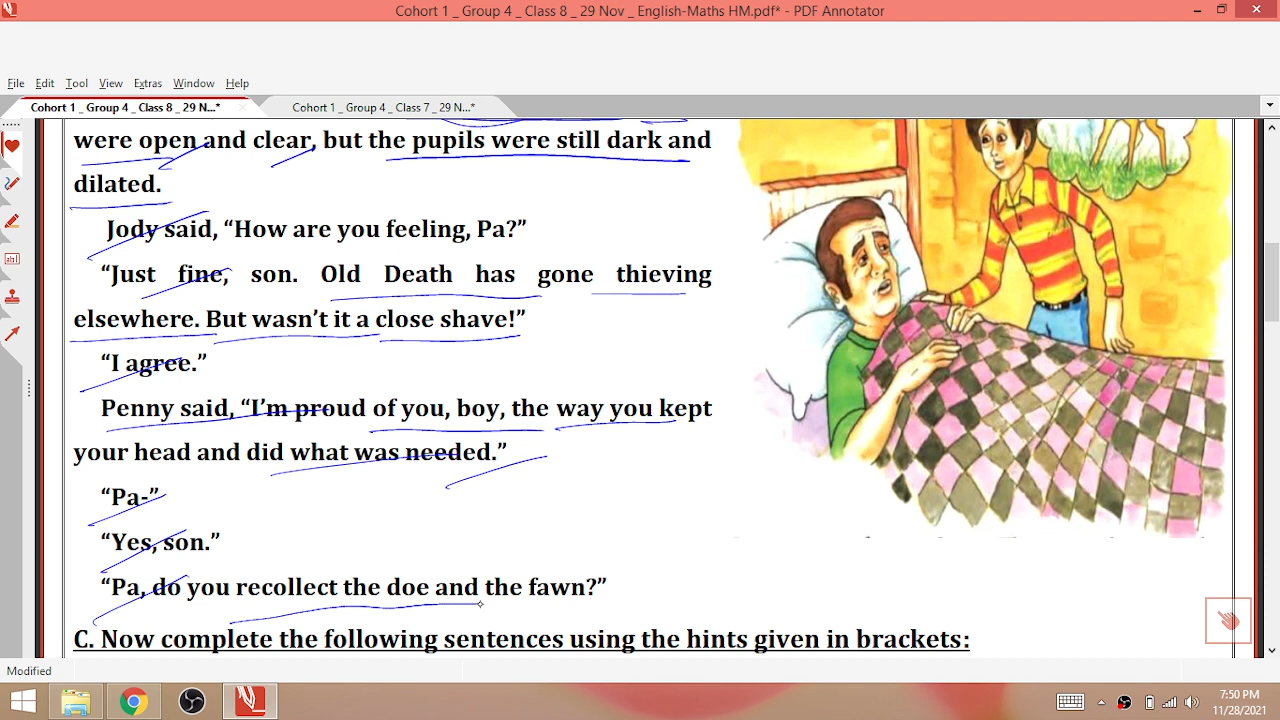 Cohort 1 _ Group 4 _ Class 8 _ 29 Nov _ English-Maths HM.pdf* - PDF Annotator
File Edit Tool View Extras Window Help
Cohort 1 _ Group 4 _ Class 8 _ 29 N...* Cohort 1 _ Group 4 _ Class 7 _ 29 N...*
were open and clear, but the pupils were still dark and
dilated.
Jody said, “How are you feeling, Pa?”
“Just fine, son. Old Death has gone thieving
elsewhere. But wasn’t it a close shave!”
“I agree.”
Penny said, “I’m proud of you, boy, the way you kept
your head and did what was needed.”
“Pa-”
“Yes, son.”
“Pa, do you recollect the doe and the fawn?”
C. Now complete the following sentences using the hints given in brackets:
Modified
7:50 PM
11/28/2021